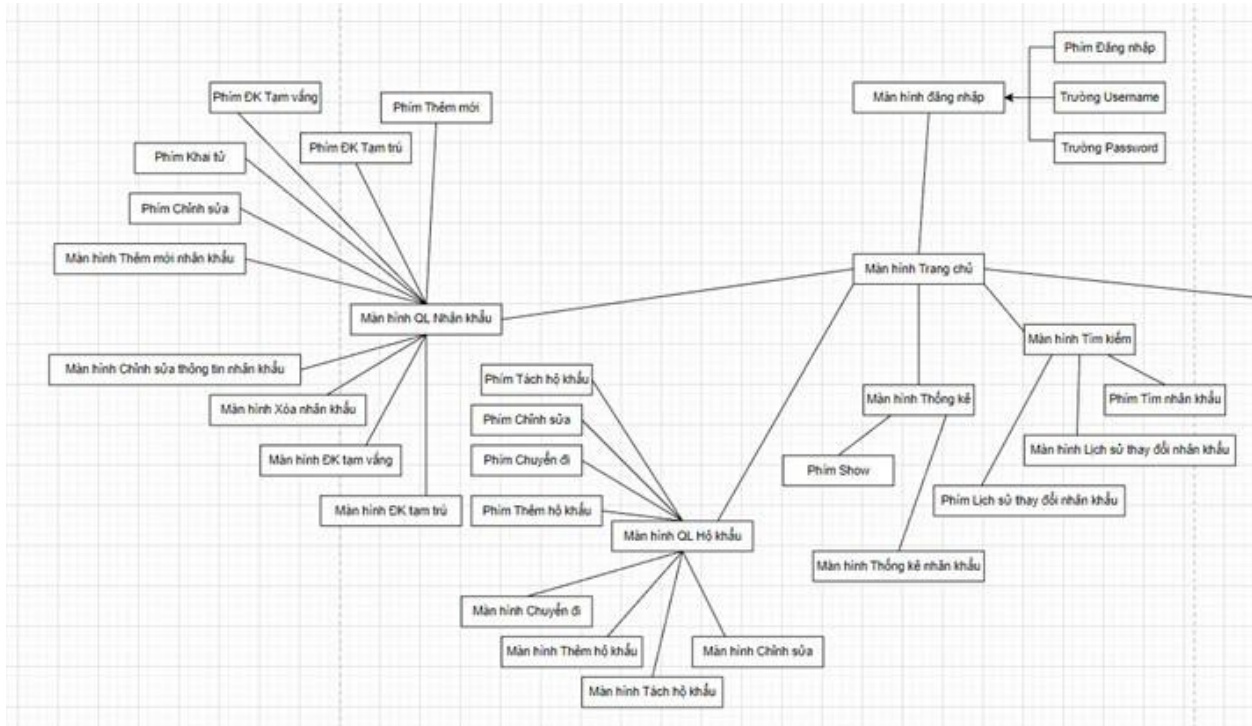 Phím Đăng nhập
Phím ĐK Tạm vắng
Màn hình đăng nhập
Trường Username
Phím Thêm mới
Phím ĐK Tạm trú
Trường Password
Phím Khai tử
Phím Chỉnh sửa
Màn hình Thêm mới nhân khẩu
Màn hình Trang chủ
Màn hình QL Nhân khẩu
Màn hình Tìm kiếm
Màn hình Chỉnh sửa thông tin nhân khẩu
Phím Tách hộ khẩu
Màn hình Thống kê
Phím Tìm nhân khẩu
Màn hình Xóa nhân khẩu
Phím Chỉnh sửa
Màn hình Lịch sử thay đổi nhân khẩu
Màn hình ĐK tạm vắng
Phím Chuyển đi
Phím Show
Phím Lịch sử thay đổi nhân khẩu
Màn hình ĐK tạm trú
Phím Thêm hộ khẩu
Màn hình QL Hộ khẩu
Màn hình Thống kê nhân khẩu
Màn hình Chuyển đi
Màn hình Thêm hộ khẩu
Màn hình Chỉnh sửa
Màn hình Tách hộ khẩu